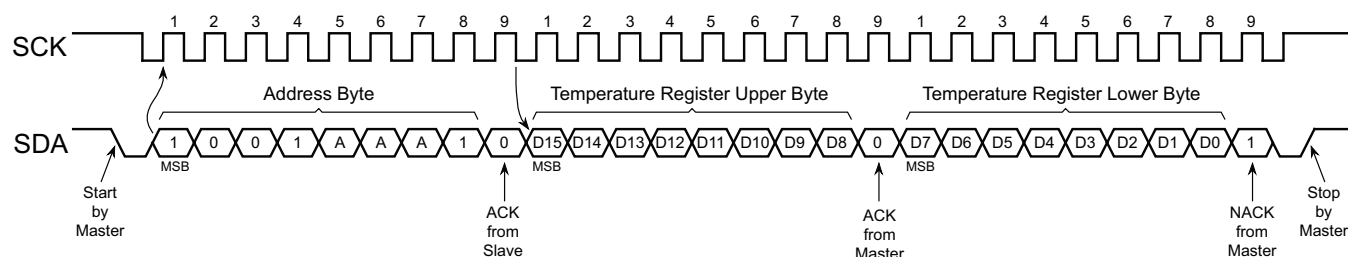 1 2 3 4 5 6 7 8 9 1 2 3 4 5 6 7 8 9 1 2 3 4 5 6 7 8 9
SCK
Address Byte Temperature Register Upper Byte Temperature Register Lower Byte
SDA 1 0 0 1 A A A 1 0 D15 D14 D13 D12 D11 D10 D9 D8 0 D7 D6 D5 D4 D3 D2 D1 D0 1
MSB MSB MSB
Start
by
Master
ACK
from
Slave
ACK
from
Master
NACK
from
Master
Stop
by
Master